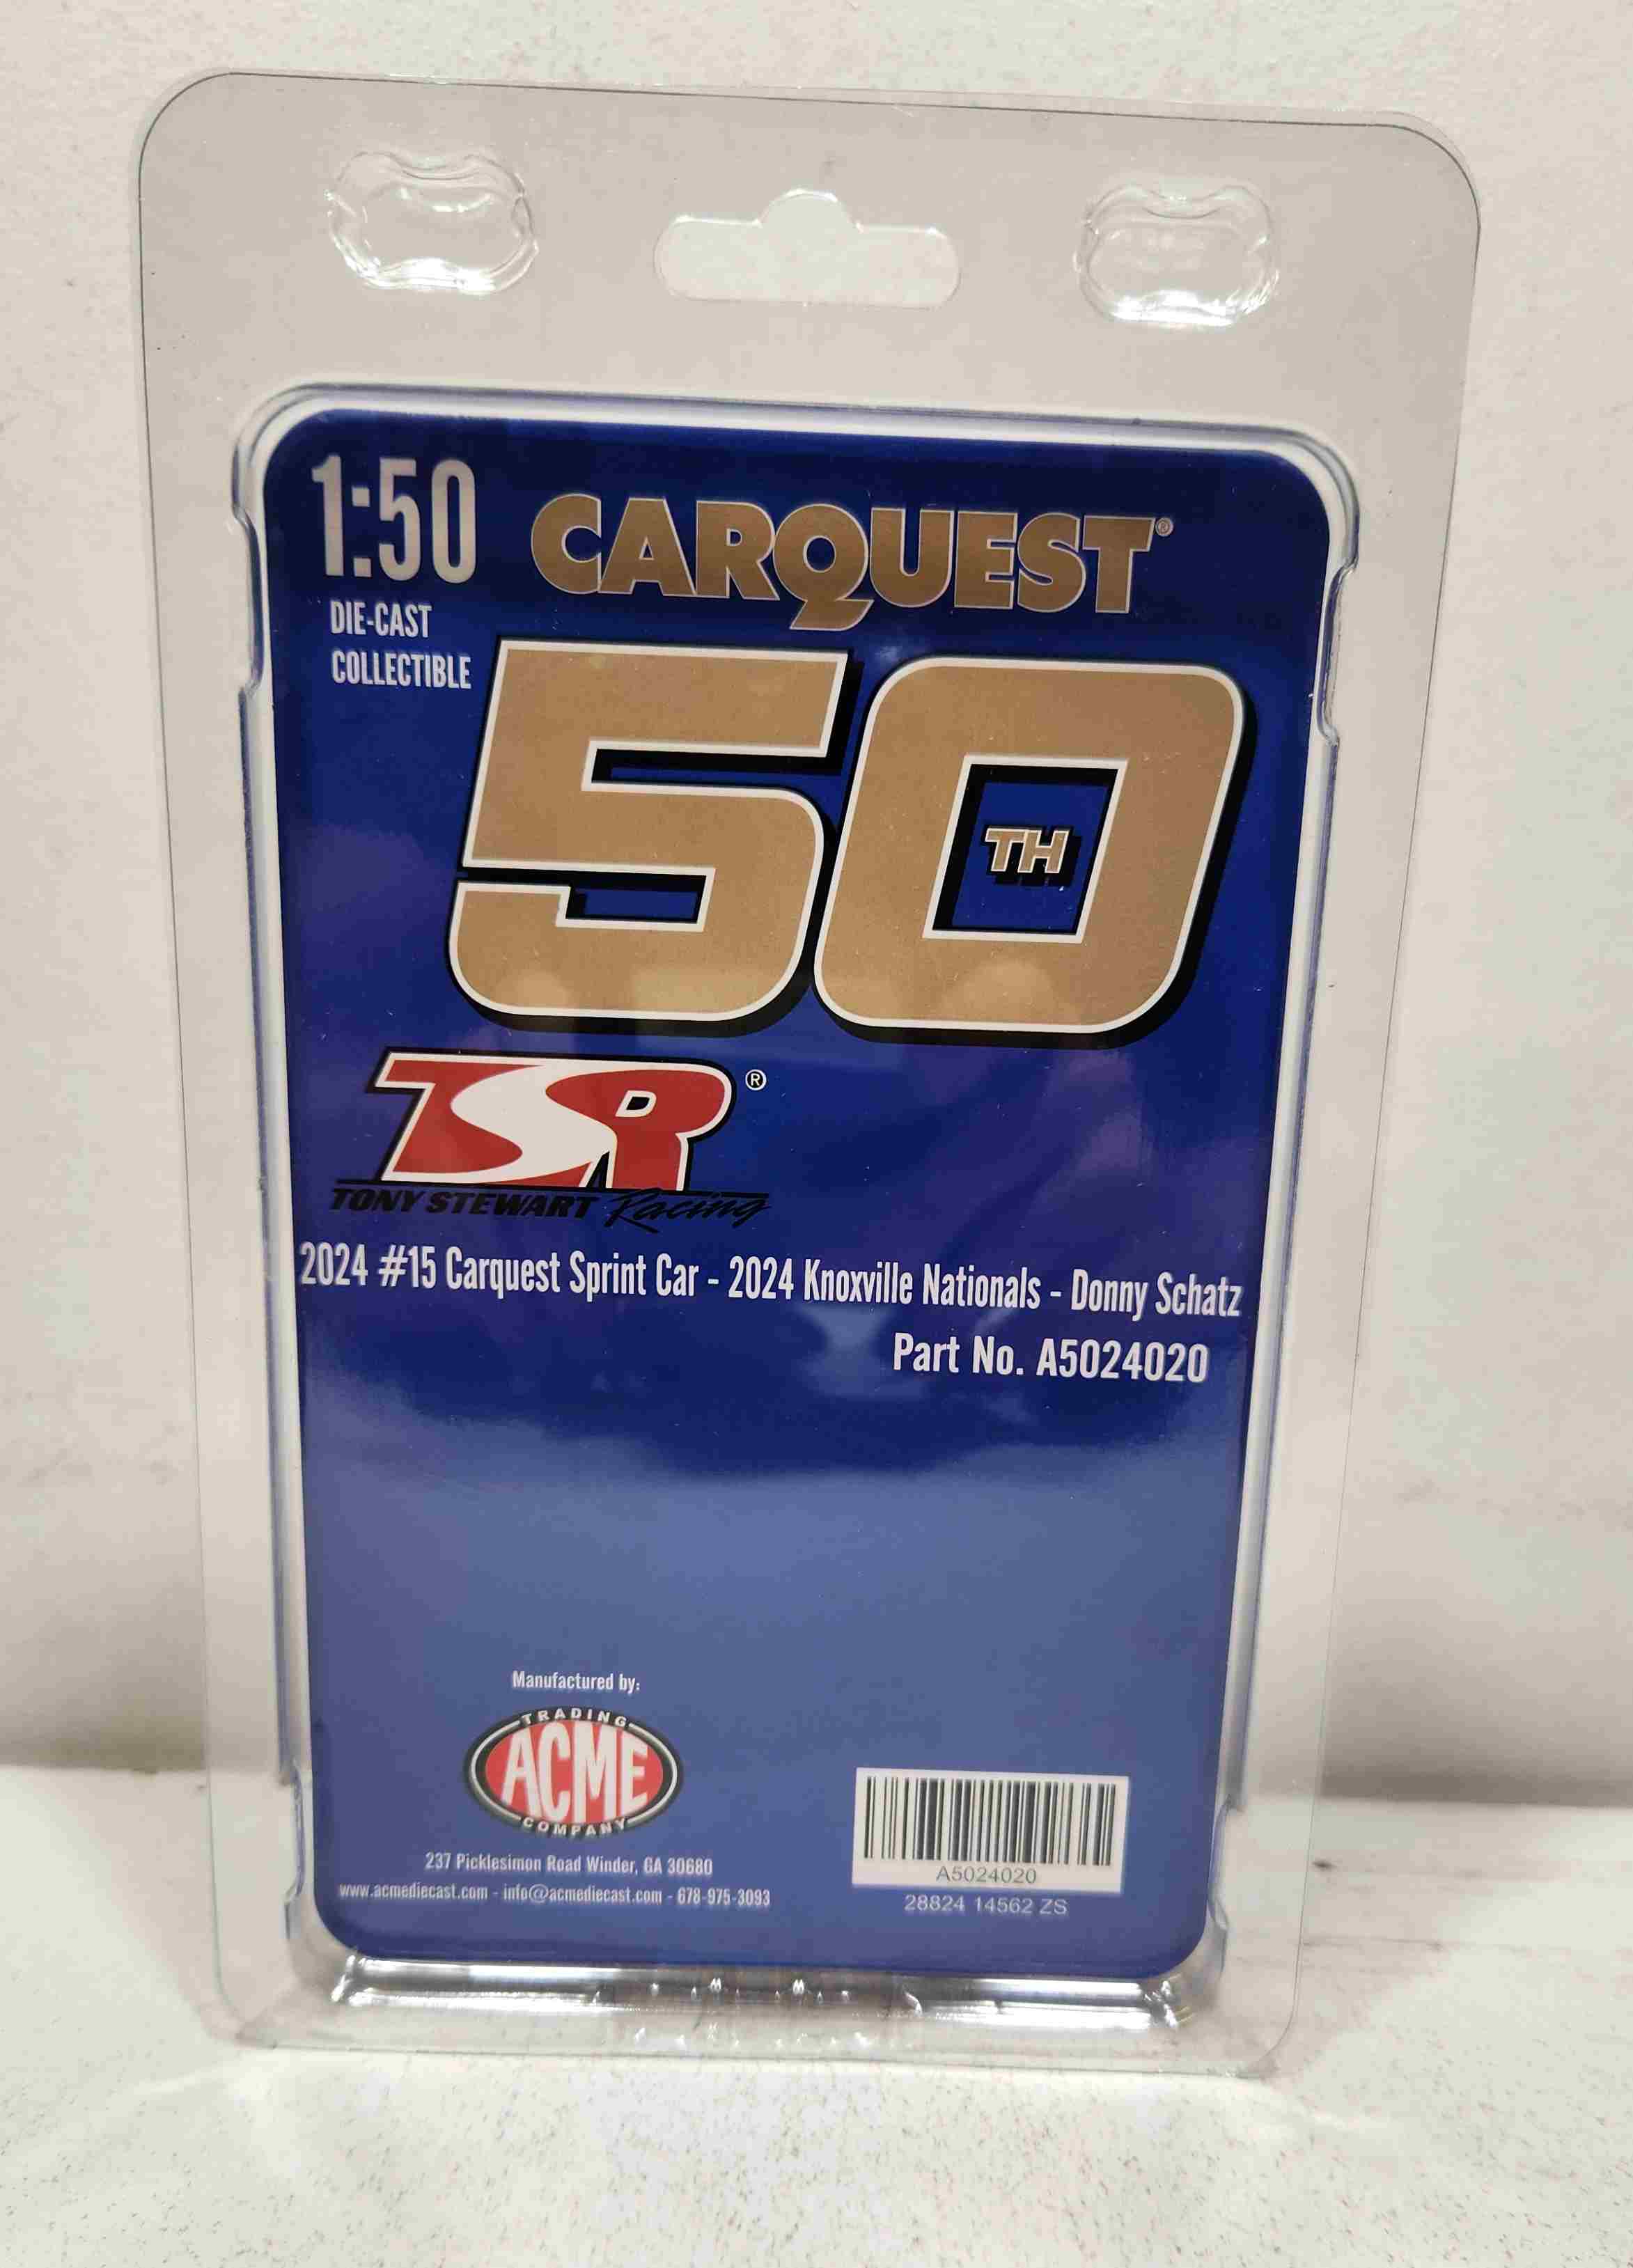 1:50
DIE-CAST
COLLECTIBLE
CARQUEST®
50TH
TSR®
TONY STEWART Racing
2024 #15 Carquest Sprint Car - 2024 Knoxville Nationals - Donny Schatz
Part No. A5024020
Manufactured by:
TRADING
ACME
COMPANY
237 Picklesimon Road Winder, GA 30680
www.acmediecast.com - info@acmediecast.com - 678-975-3093
A5024020
28824 14562 ZS